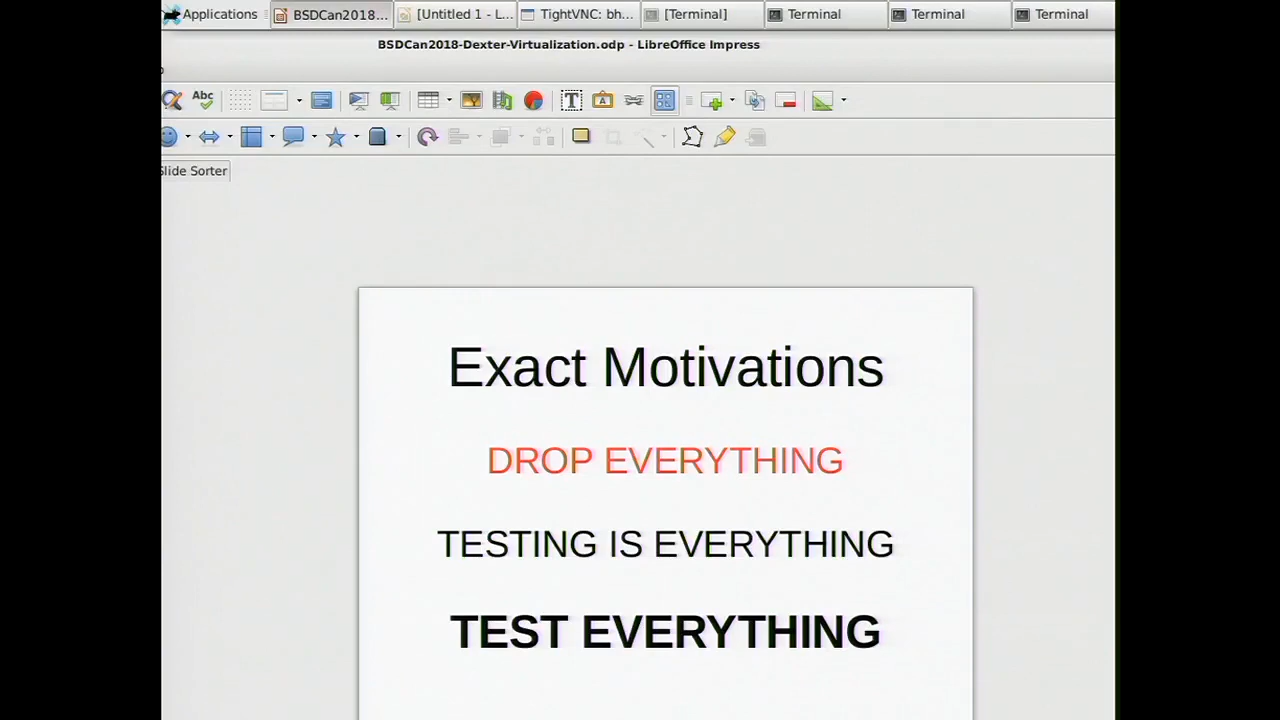 Applications
BSDCan2018...
[Untitled 1 - L...
TightVNC: bh...
[Terminal]
Terminal
Terminal
Terminal
BSDCan2018-Dexter-Virtualization.odp - LibreOffice Impress
Abc
T
A
Slide Sorter
Exact Motivations
DROP EVERYTHING
TESTING IS EVERYTHING
TEST EVERYTHING